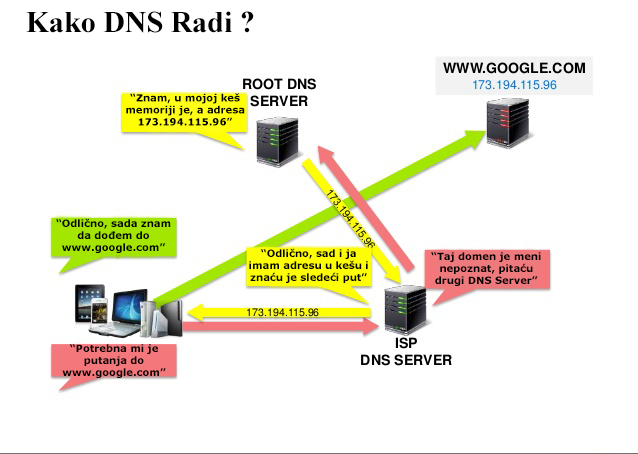 Kako DNS Radi ?
WWW.GOOGLE.COM
173.194.115.96
ROOT DNS
SERVER
“Znam, u mojoj keš
memoriji je, a adresa
173.194.115.96”
173.194.115.96
“Odlično, sada znam
da dođem do
www.google.com”
“Odlično, sad i ja
imam adresu u kešu i
znaću je sledeći put”
“Taj domen je meni
nepoznat, pitaću
drugi DNS Server”
173.194.115.96
ISP
DNS SERVER
“Potrebna mi je
putanja do
www.google.com”